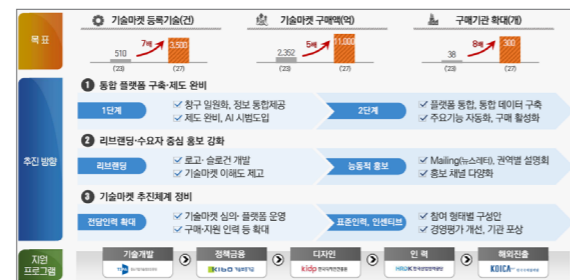 목 표
기술마켓 등록기술(건)
510
7배
3,500
('23)
('27)
기술마켓 구매액(억)
2,352
5배
11,000
('23)
('27)
구매기관 확대(개)
38
8배
300
('23)
('27)
추진 방향
1 통합 플랫폼 구축·제도 완비
1단계
✓ 창구 일원화, 정보 통합제공
✓ 제도 완비, AI 시범도입
2단계
✓ 플랫폼 통합, 통합 데이터 구축
✓ 주요기능 자동화, 구매 활성화
2 리브랜딩·수요자 중심 홍보 강화
리브랜딩
✓ 로고·슬로건 개발
✓ 기술마켓 이해도 제고
능동적 홍보
✓ Mailing(뉴스레터), 권역별 설명회
✓ 홍보 채널 다양화
3 기술마켓 추진체계 정비
전담인력 확대
✓ 기술마켓 심의·플랫폼 운영
✓ 구매·지원 인력 등 확대
표준인력, 인센티브
✓ 참여 형태별 구성안
✓ 경영평가 개선, 기관 포상
지원
프로그램
기술개발
정책금융
디자인
kidp 한국디자인진흥원
인 력
해외진출
KOICA